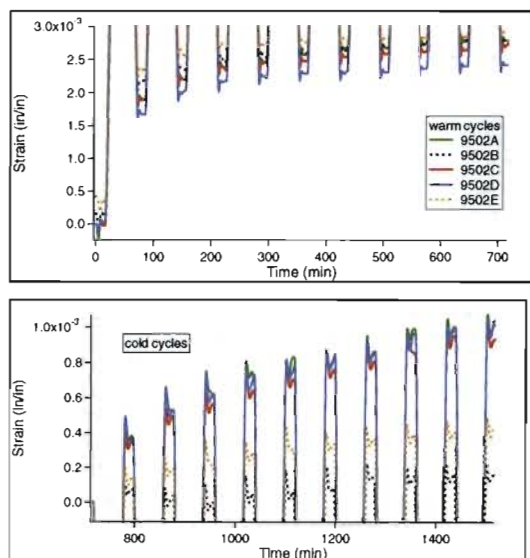 3.0x10⁻³
2.5
2.0
1.5
1.0
0.5
0.0
Strain (in/in)
warm cycles
9502A
9502B
9502C
9502D
9502E
0 100 200 300 400 500 600 700
Time (min)
1.0x10⁻³
0.8
0.6
0.4
0.2
0.0
Strain (in/in)
cold cycles
800 1000 1200 1400
Time (min)